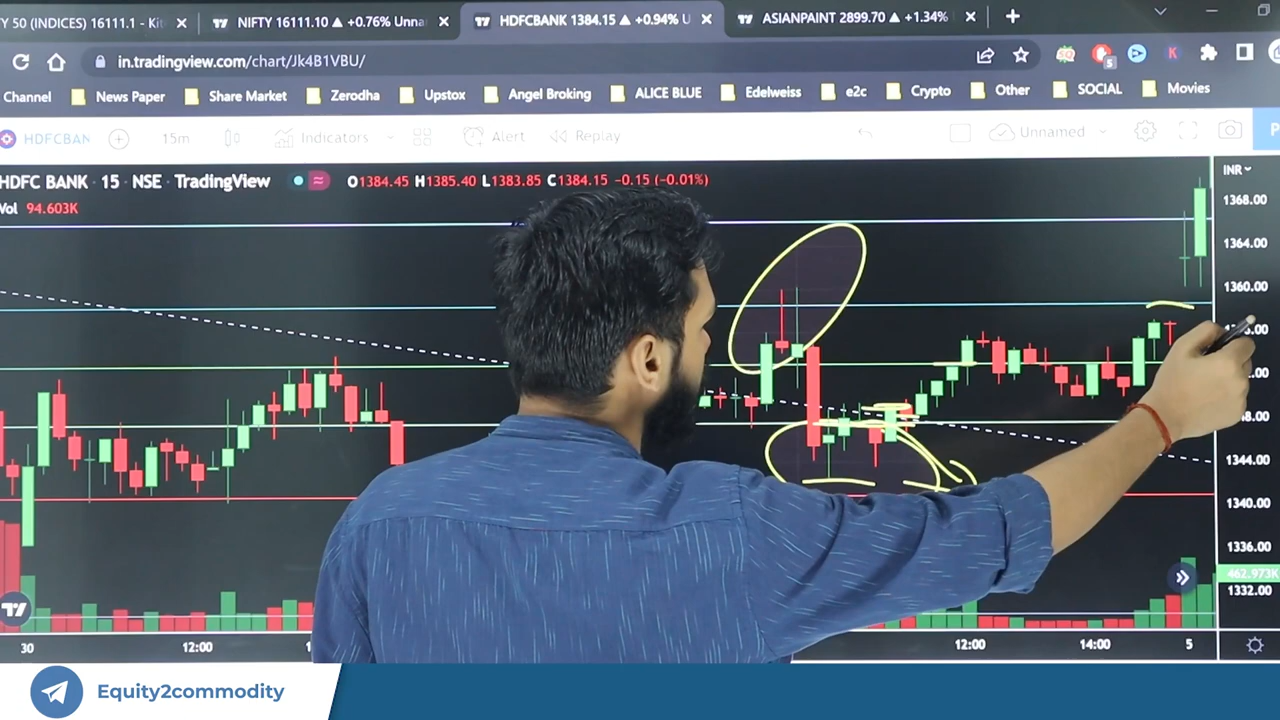 Y 50 (INDICES) 16111.1 - Kit
NIFTY 16111.10 ▲ +0.76% Unna
HDFCBANK 1384.15 ▲ +0.94% U
ASIANPAINT 2899.70 ▲ +1.34%
in.tradingview.com/chart/Jk4B1VBU/
Channel News Paper Share Market Zerodha Upstox Angel Broking ALICE BLUE Edelweiss e2c Crypto Other SOCIAL Movies
HDFCBAN 15m Indicators Alert Replay Unnamed P
HDFC BANK · 15 · NSE · TradingView O1384.45 H1385.40 L1383.85 C1384.15 −0.15 (−0.01%)
INR
Vol 94.603K
1368.00
1364.00
1360.00
1344.00
1340.00
1336.00
462.973K
1332.00
30 12:00 12:00 14:00 5
Equity2commodity